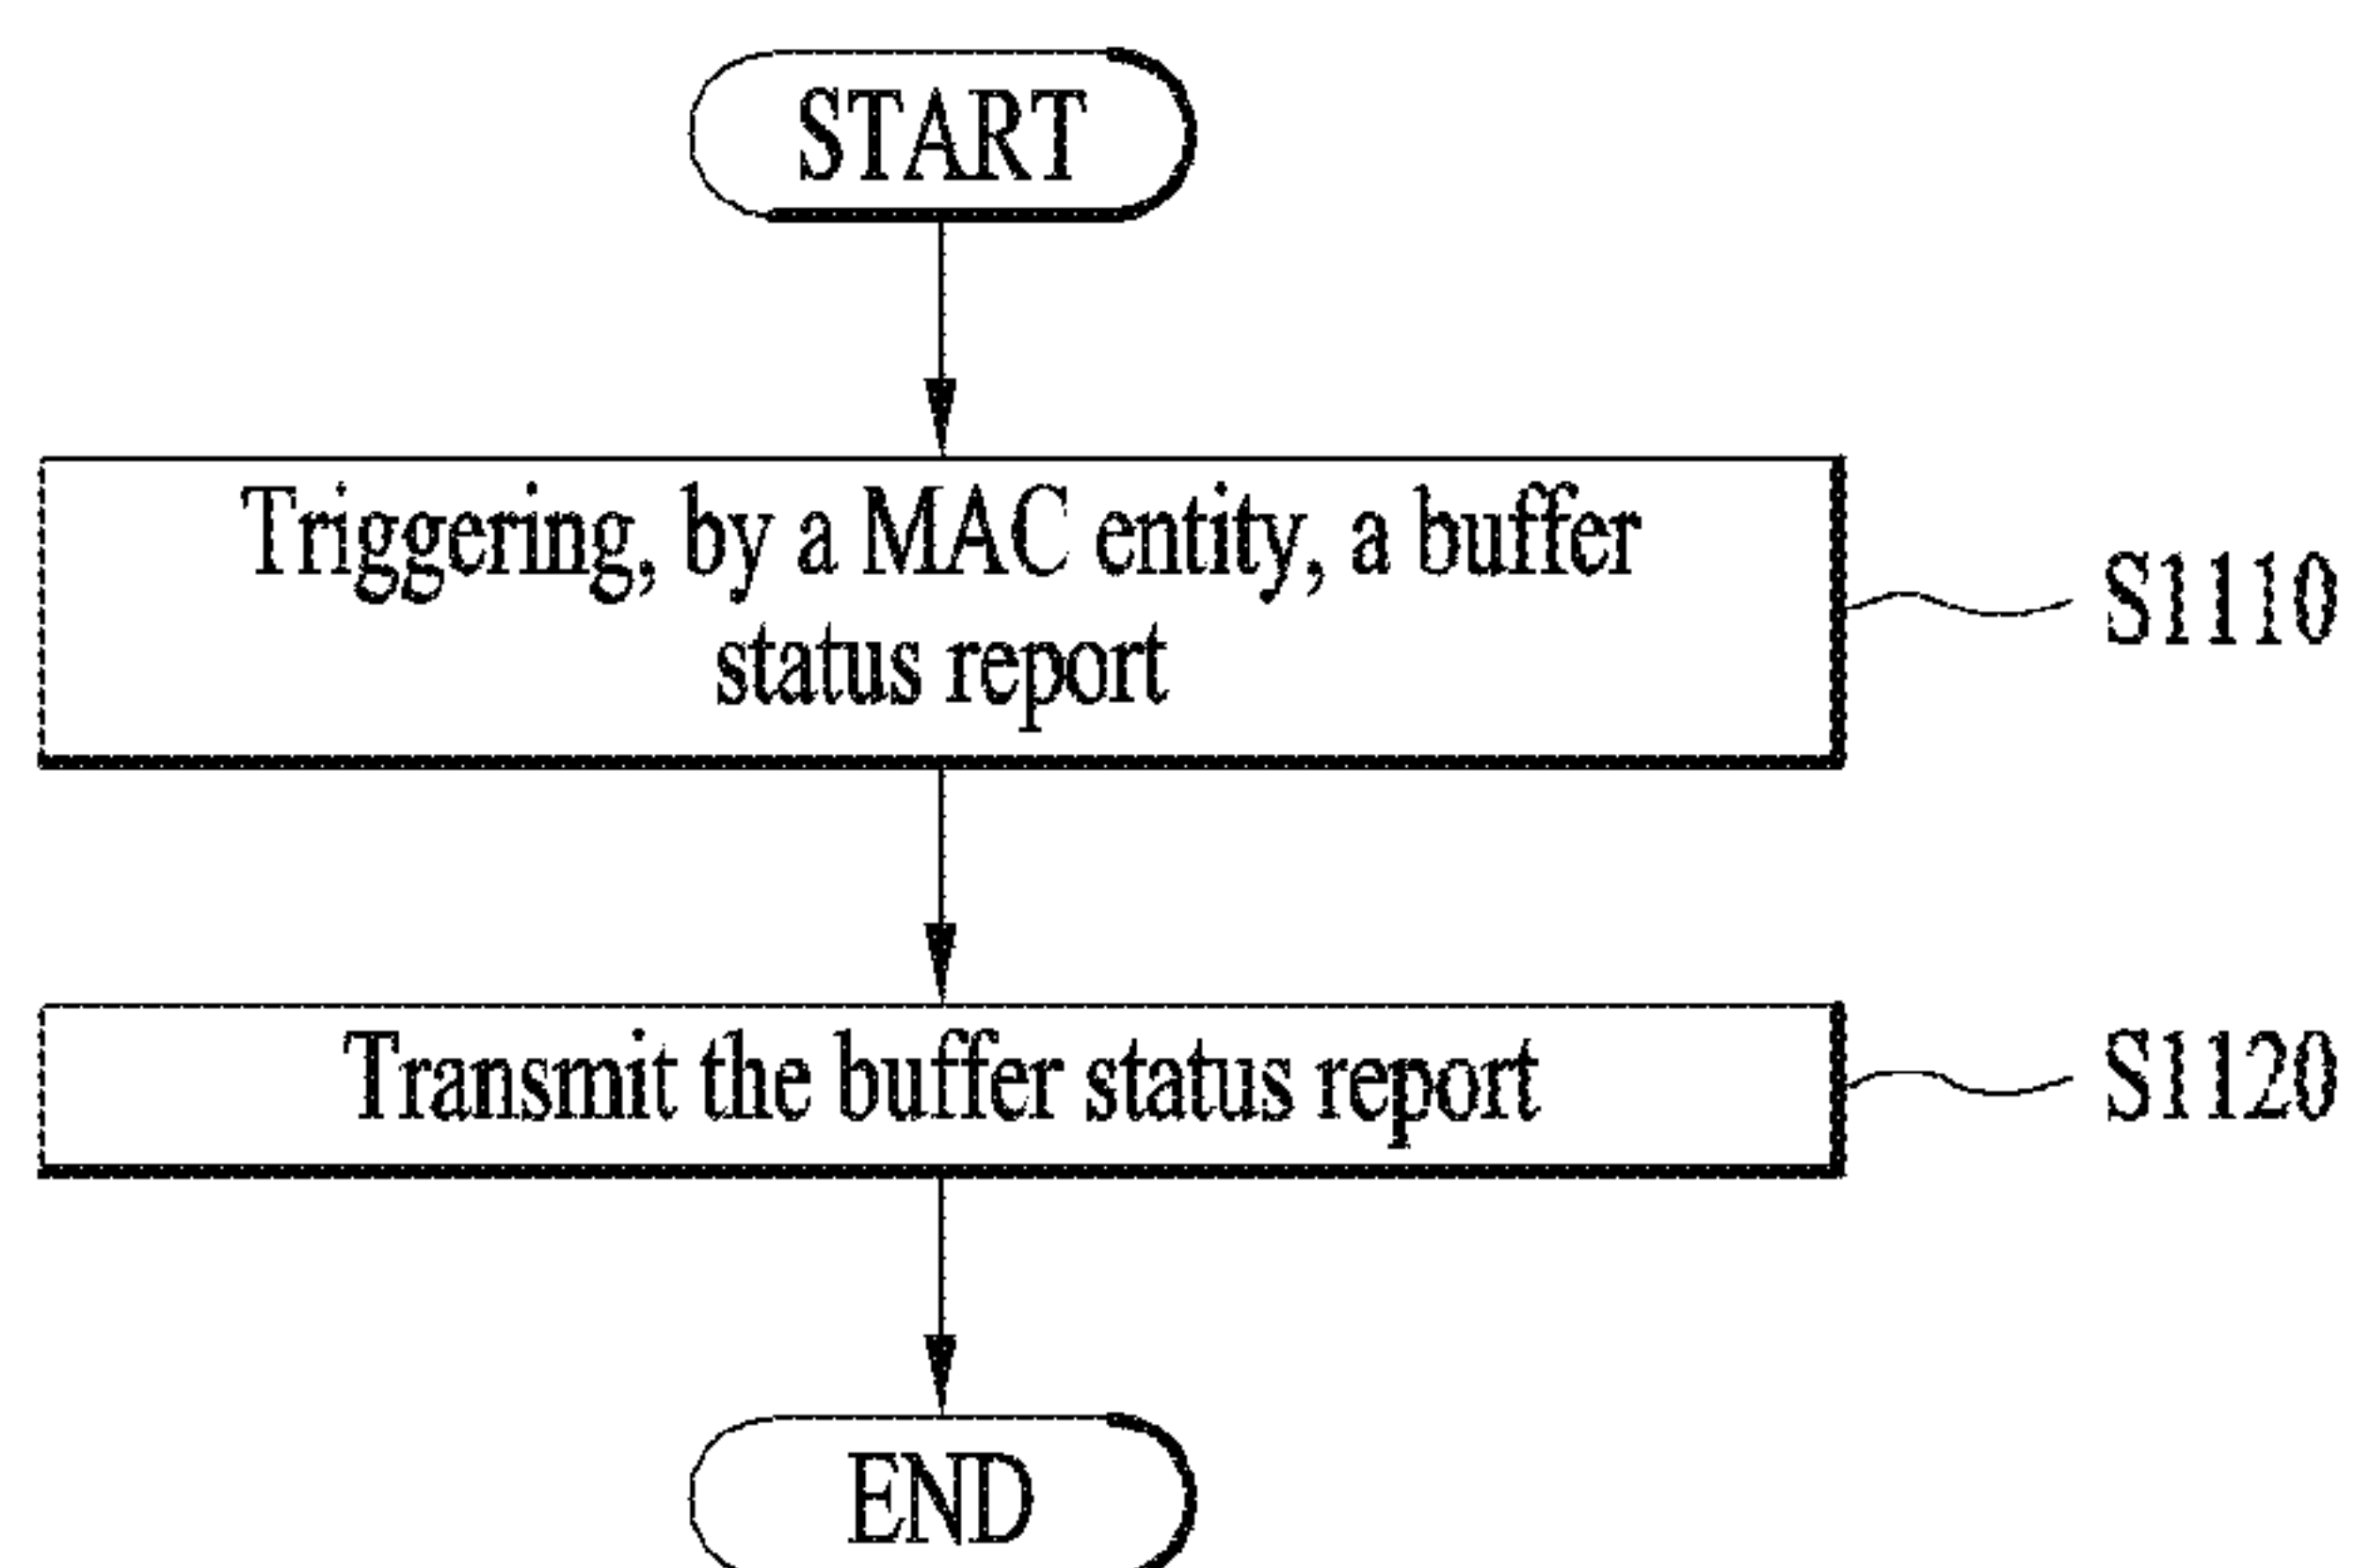 START
Triggering, by a MAC entity, a buffer
status report
S1110
Transmit the buffer status report
S1120
END